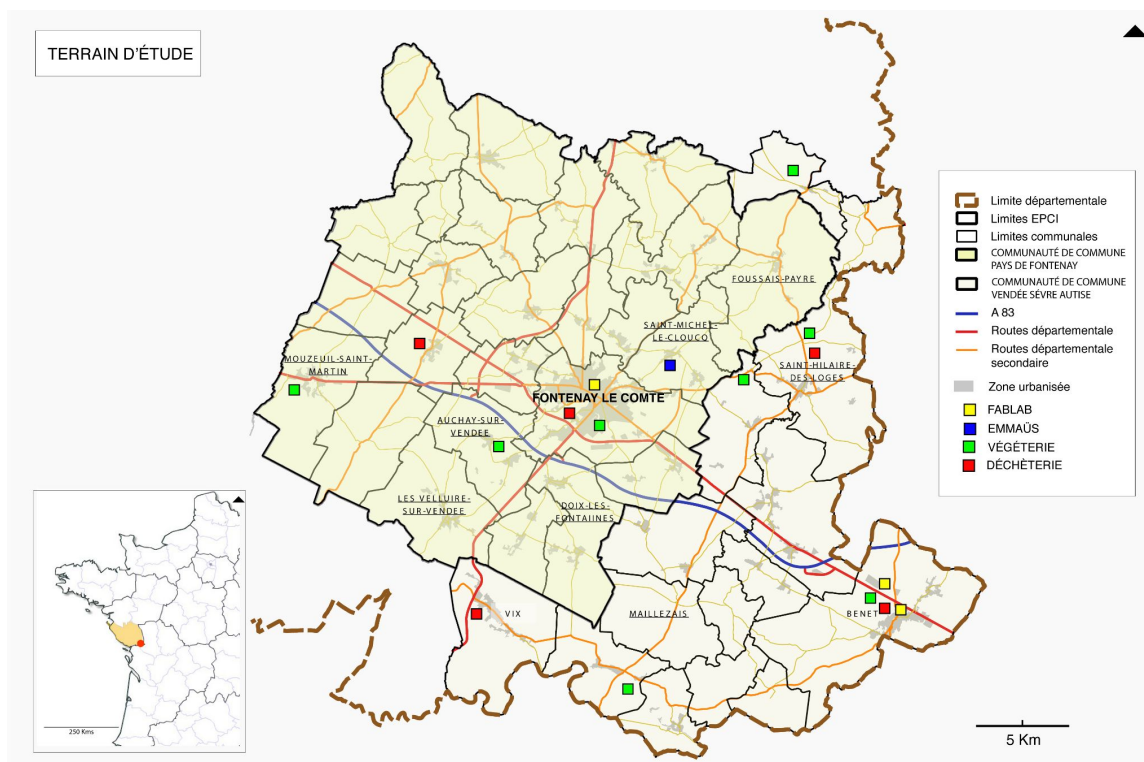 TERRAIN D'ÉTUDE
FOUSSAIS-PAYRE
SAINT-MICHEL-
LE-CLOUCQ
MOUZEUIL-SAINT-
MARTIN
SAINT-HILAIRE-
DES-LOGES
FONTENAY LE COMTE
AUCHAY-SUR-
VENDEE
LES VELLUIRE-
SUR-VENDEE
DOIX-LES-
FONTAINES
VIX
MAILLEZAIS
BENET
Limite départementale
Limites EPCI
Limites communales
COMMUNAUTÉ DE COMMUNE
PAYS DE FONTENAY
COMMUNAUTÉ DE COMMUNE
VENDÉE SÈVRE AUTISE
A 83
Routes départementale
Routes départementale
secondaire
Zone urbanisée
FABLAB
EMMAÜS
VÉGÉTERIE
DÉCHÈTERIE
250 Kms
5 Km